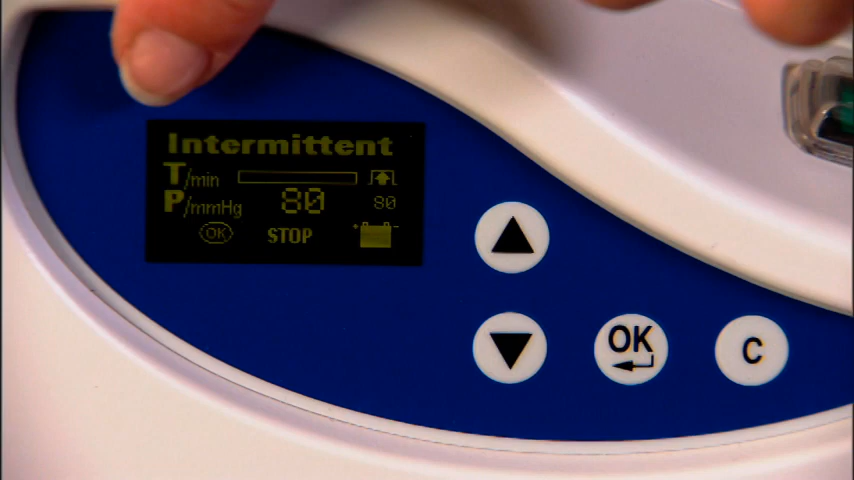 Intermittent
T/min
P/mmHg 80 80
OK STOP + -
OK
C